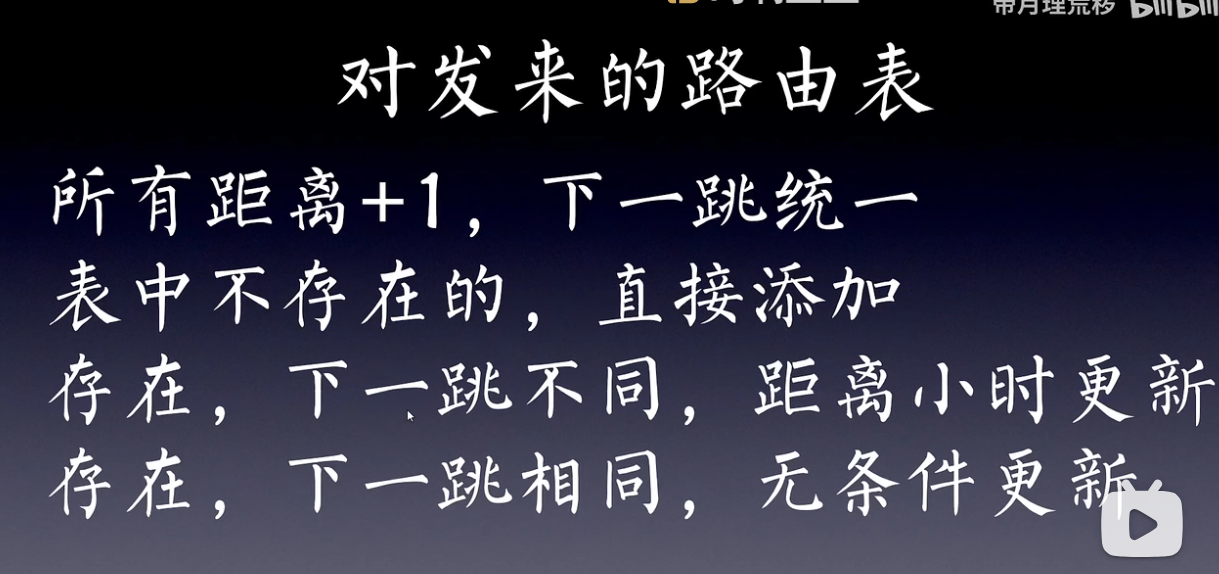 带月理荒秽 bilibili
对发来的路由表
所有距离+1，下一跳统一
表中不存在的，直接添加
存在，下一跳不同，距离小时更新
存在，下一跳相同，无条件更新